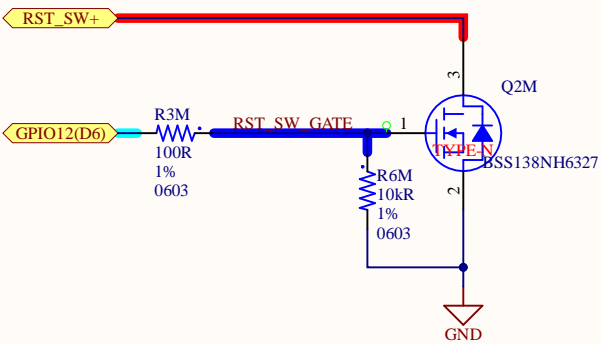 RST_SW+
3
Q2M
GPIO12(D6)
R3M
RST_SW_GATE
1
100R
1%
0603
TYPE-N
BSS138NH6327
R6M
10kR
1%
0603
2
GND